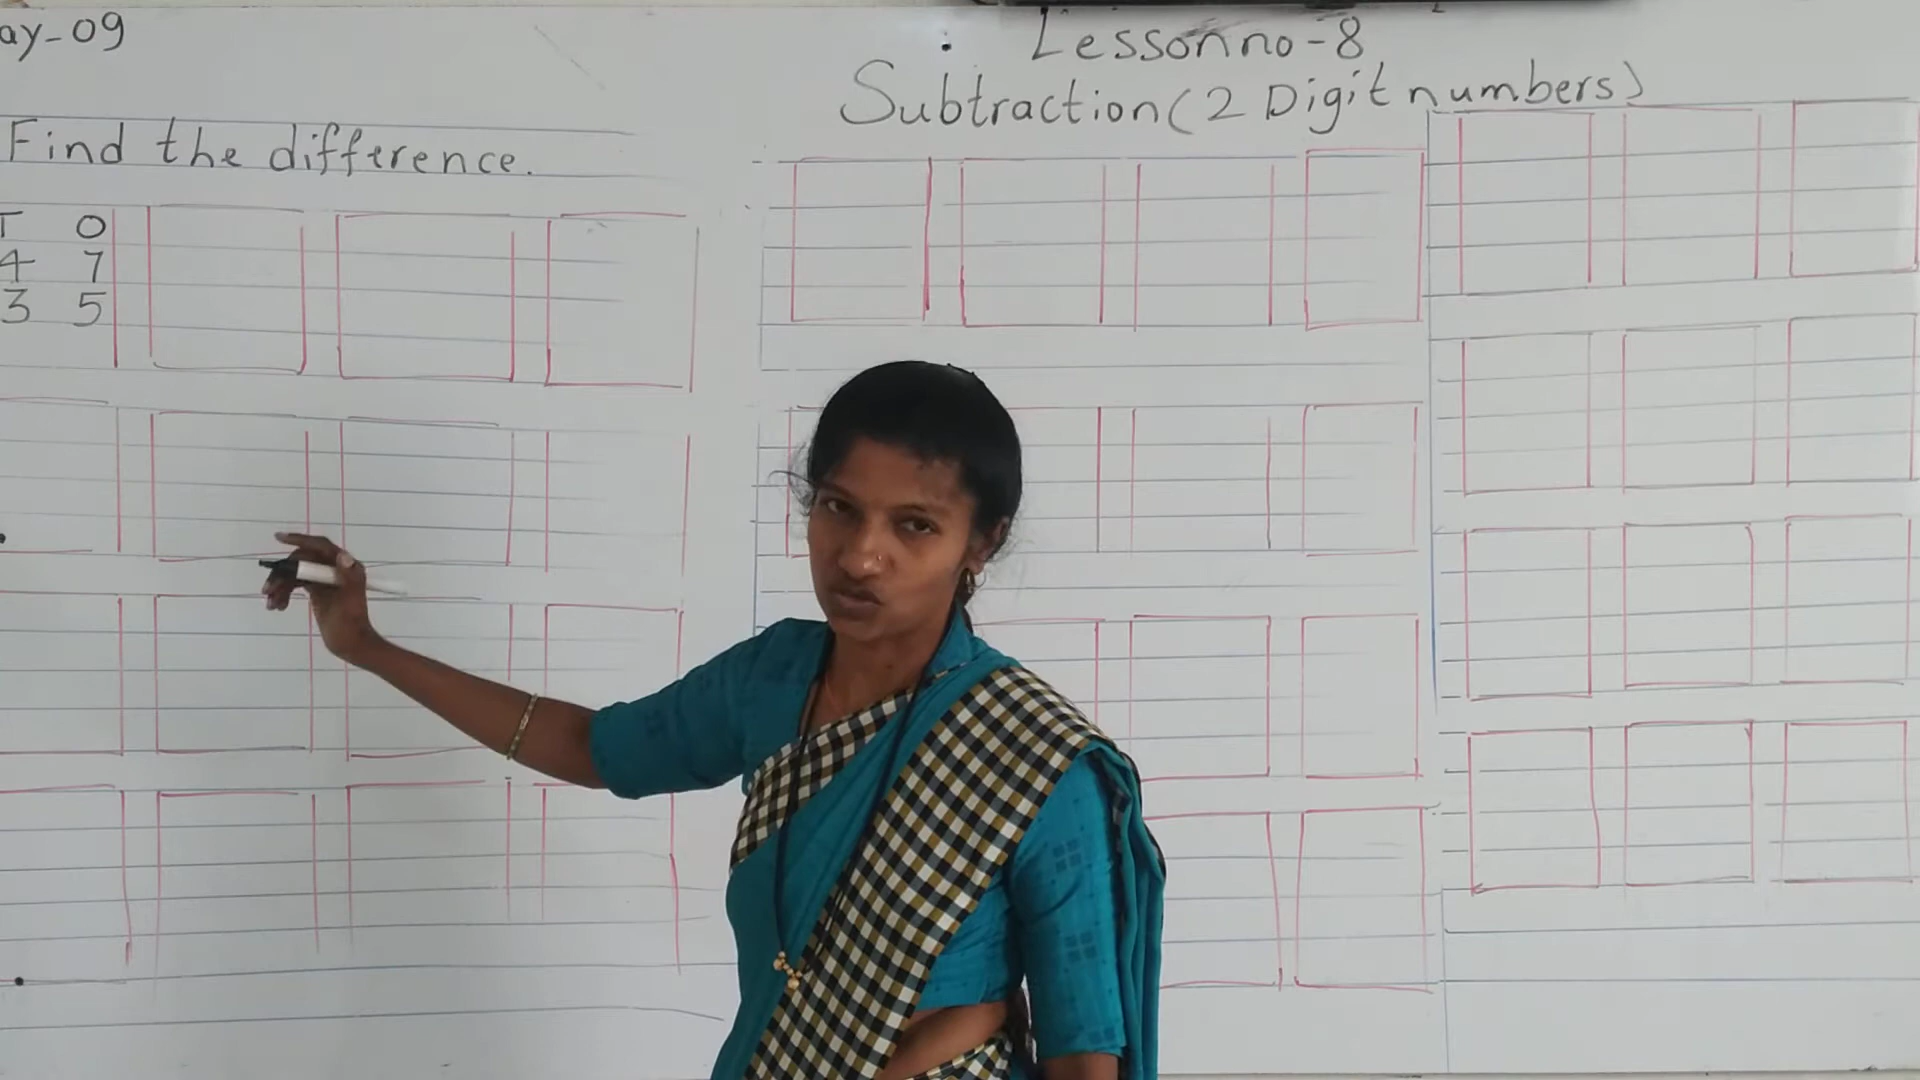 ay-09
Lesson no-8
Subtraction (2 Digit numbers)
Find the difference.
T O
4 7
3 5